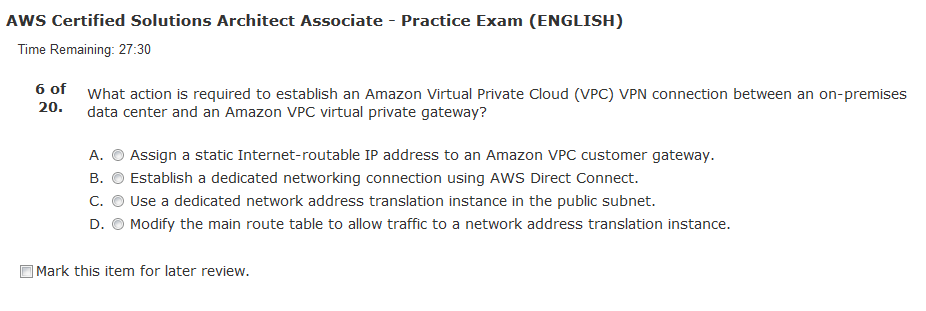 AWS Certified Solutions Architect Associate - Practice Exam (ENGLISH)
Time Remaining: 27:30
6 of 20.
What action is required to establish an Amazon Virtual Private Cloud (VPC) VPN connection between an on-premises
data center and an Amazon VPC virtual private gateway?
A. Assign a static Internet-routable IP address to an Amazon VPC customer gateway.
B. Establish a dedicated networking connection using AWS Direct Connect.
C. Use a dedicated network address translation instance in the public subnet.
D. Modify the main route table to allow traffic to a network address translation instance.
Mark this item for later review.